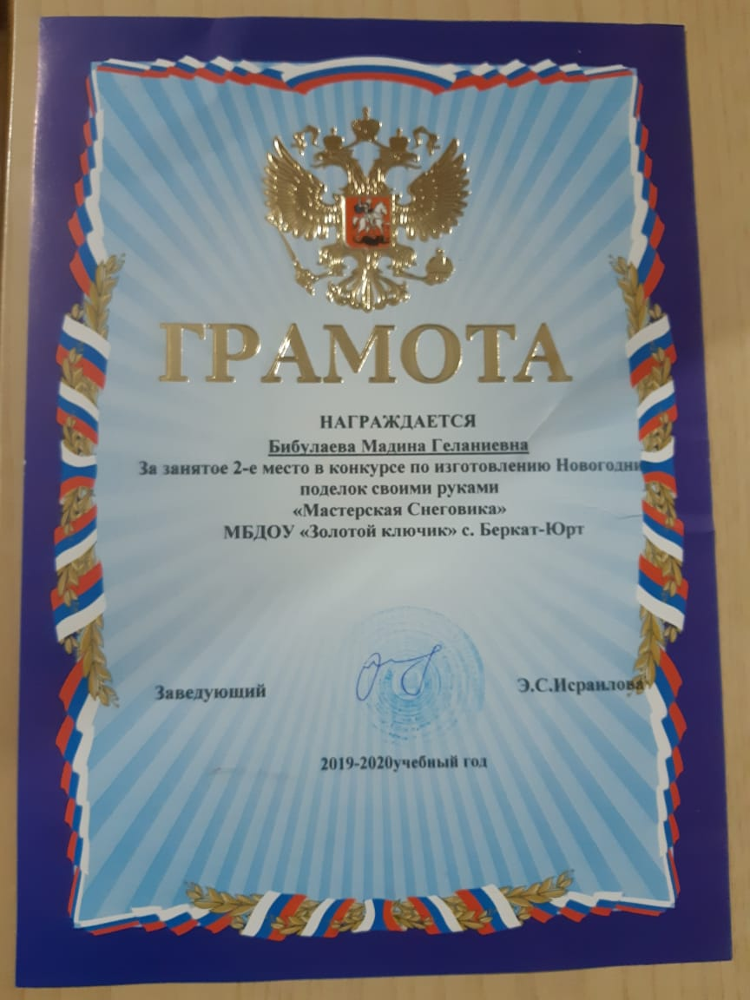 ГРАМОТА
НАГРАЖДАЕТСЯ
Бибулаева Мадина Геланиевна
За занятое 2-е место в конкурсе по изготовлению Новогодни
поделок своими руками
«Мастерская Снеговика»
МБДОУ «Золотой ключик» с. Беркат-Юрт
Заведующий Э.С.Исраилова
2019-2020учебный год